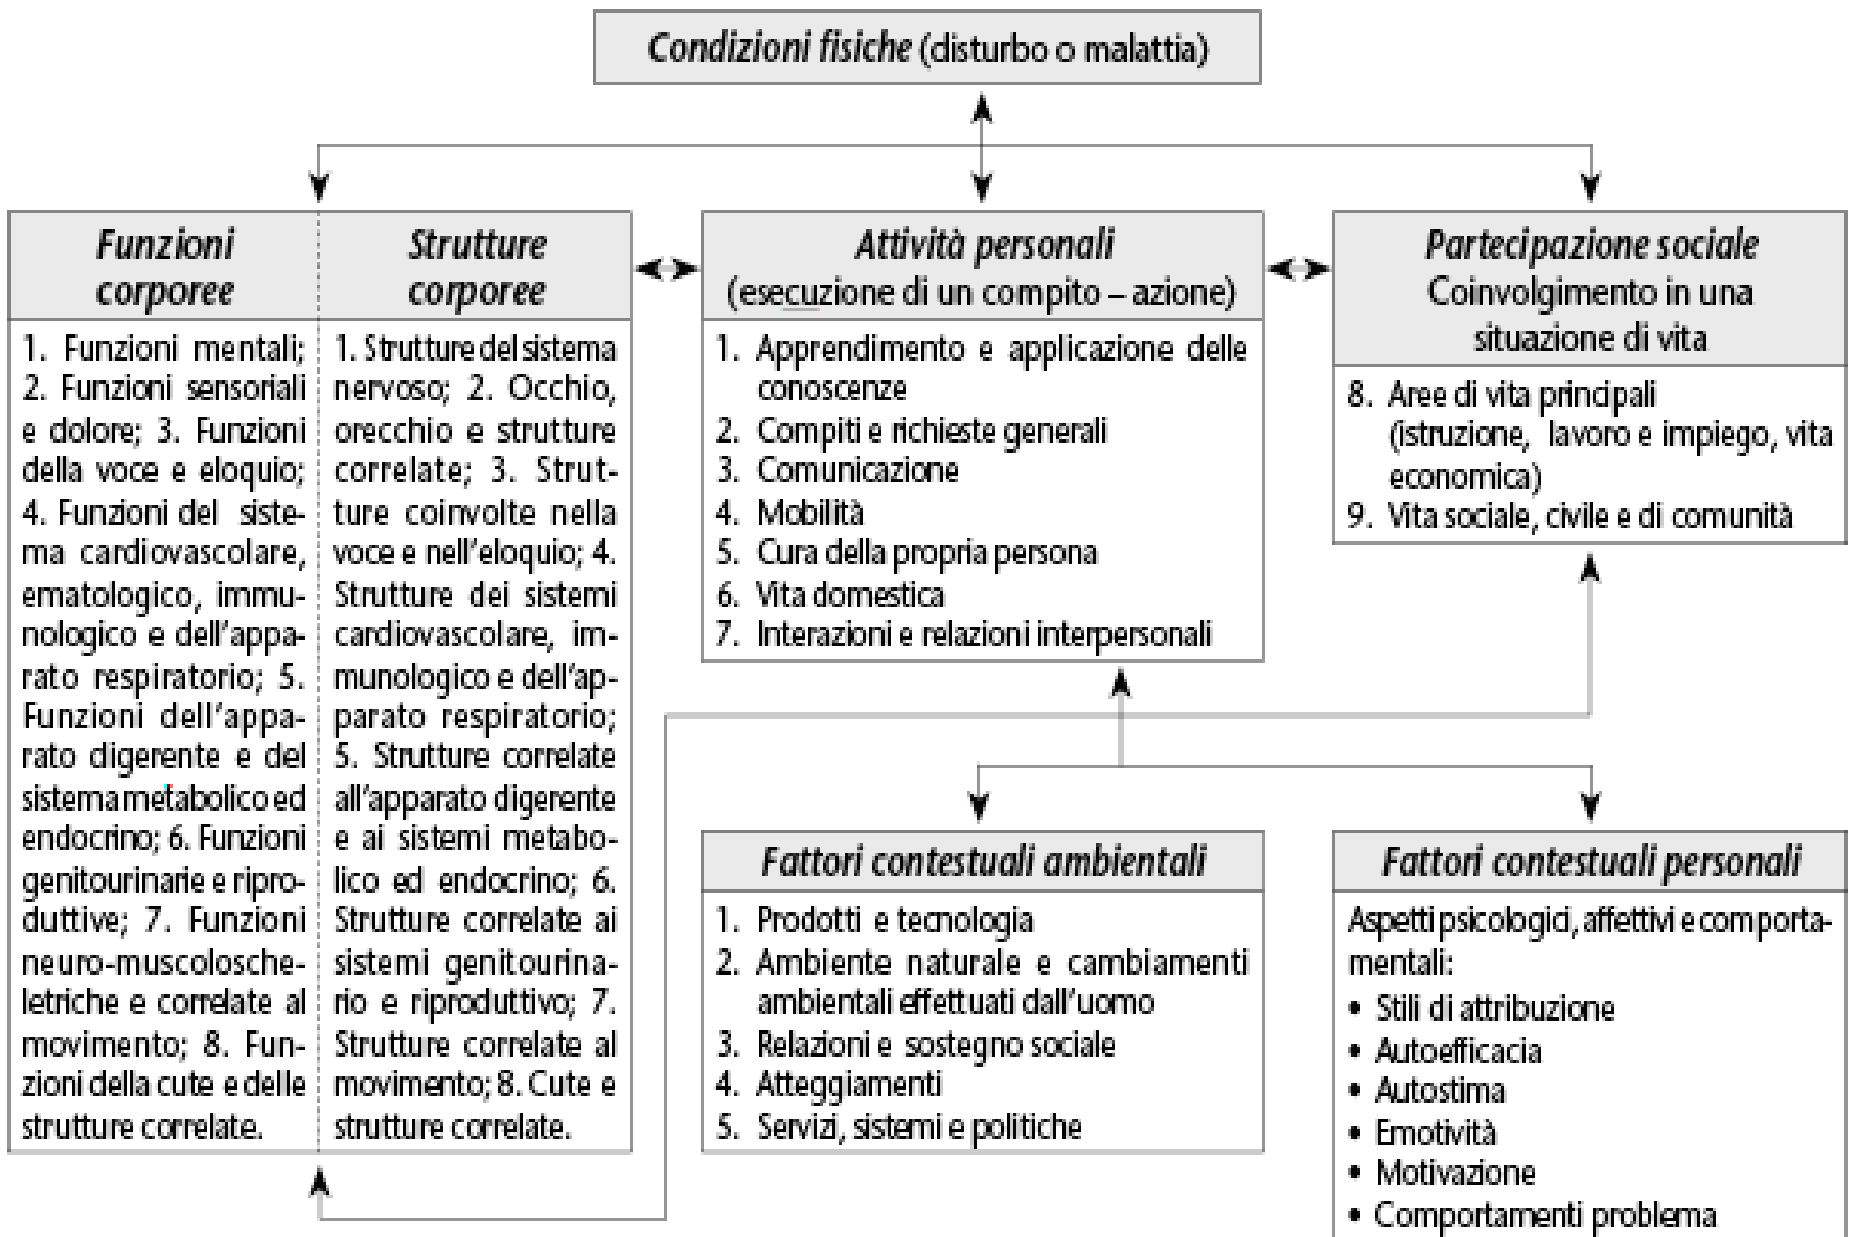 Condizioni fisiche (disturbo o malattia)
Funzioni
corporee
1. Funzioni mentali;
2. Funzioni sensoriali
e dolore; 3. Funzioni
della voce e eloquio;
4. Funzioni del siste-
ma cardiovascolare,
ematologico, immu-
nologico e dell'appa-
rato respiratorio; 5.
Funzioni dell'appa-
rato digerente e del
sistema metabolico ed
endocrino; 6. Funzioni
genitourinarie e ripro-
duttive; 7. Funzioni
neuro-muscolosche-
letriche e correlate al
movimento; 8. Fun-
zioni della cute e delle
strutture correlate.
Strutture
corporee
1. Strutture del sistema
nervoso; 2. Occhio,
orecchio e strutture
correlate; 3. Strut-
ture coinvolte nella
voce e nell'eloquio; 4.
Strutture dei sistemi
cardiovascolare, im-
munologico e dell'ap-
parato respiratorio;
5. Strutture correlate
all'apparato digerente
e ai sistemi metabo-
lico ed endocrino; 6.
Strutture correlate ai
sistemi genitourina-
rio e riproduttivo; 7.
Strutture correlate al
movimento; 8. Cute e
strutture correlate.
Attività personali
(esecuzione di un compito – azione)
1. Apprendimento e applicazione delle
conoscenze
2. Compiti e richieste generali
3. Comunicazione
4. Mobilità
5. Cura della propria persona
6. Vita domestica
7. Interazioni e relazioni interpersonali
Partecipazione sociale
Coinvolgimento in una
situazione di vita
8. Aree di vita principali
(istruzione, lavoro e impiego, vita
economica)
9. Vita sociale, civile e di comunità
Fattori contestuali ambientali
1. Prodotti e tecnologia
2. Ambiente naturale e cambiamenti
ambientali effettuati dall'uomo
3. Relazioni e sostegno sociale
4. Atteggiamenti
5. Servizi, sistemi e politiche
Fattori contestuali personali
Aspetti psicologici, affettivi e comporta-
mentali:
• Stili di attribuzione
• Autoefficacia
• Autostima
• Emotività
• Motivazione
• Comportamenti problema